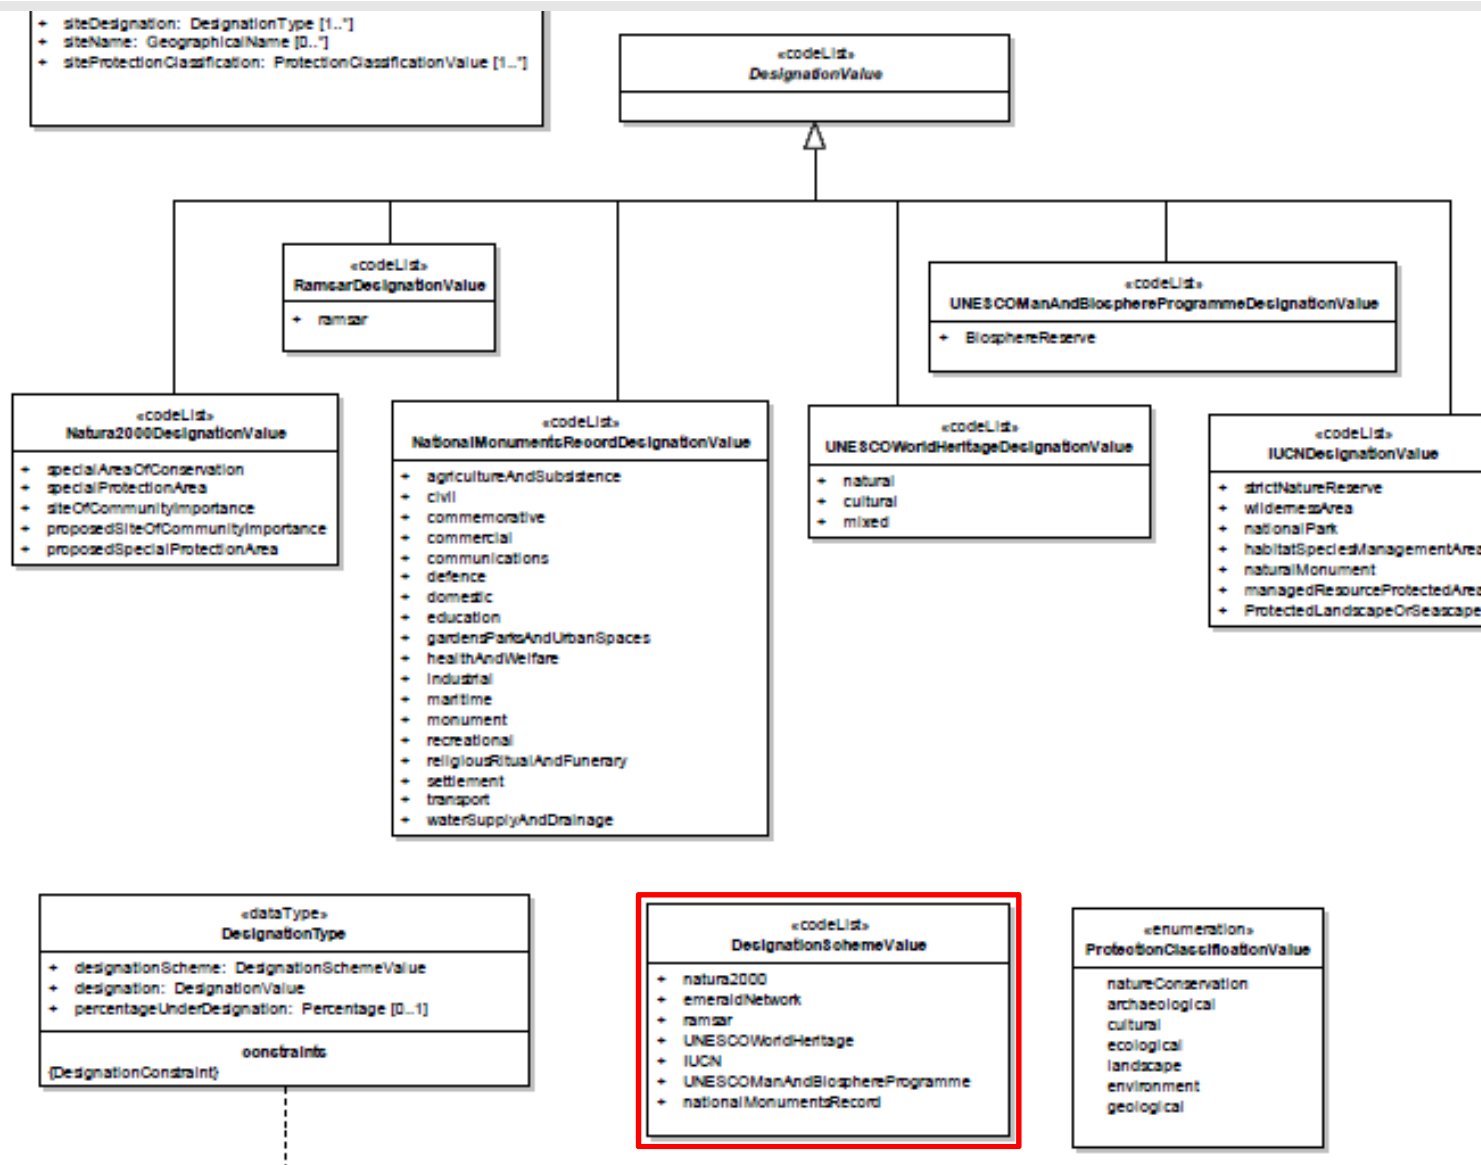 + siteDesignation: DesignationType [1..*]
+ siteName: GeographicalName [0..*]
+ siteProtectionClassification: ProtectionClassificationValue [1..*]
«codeList»
DesignationValue
«codeList»
RamsarDesignationValue
+ ramsar
«codeList»
UNESCOManAndBiosphereProgrammeDesignationValue
+ BiosphereReserve
«codeList»
Natura2000DesignationValue
+ specialAreaOfConservation
+ specialProtectionArea
+ siteOfCommunityImportance
+ proposedSiteOfCommunityImportance
+ proposedSpecialProtectionArea
«codeList»
NationalMonumentsRecordDesignationValue
+ agricultureAndSubsistence
+ civil
+ commemorative
+ commercial
+ communications
+ defence
+ domestic
+ education
+ gardensParksAndUrbanSpaces
+ healthAndWelfare
+ industrial
+ maritime
+ monument
+ recreational
+ religiousRitualAndFunerary
+ settlement
+ transport
+ waterSupplyAndDrainage
«codeList»
UNESCOWorldHeritageDesignationValue
+ natural
+ cultural
+ mixed
«codeList»
IUCNDesignationValue
+ strictNatureReserve
+ wildernessArea
+ nationalPark
+ habitatSpeciesManagementArea
+ naturalMonument
+ managedResourceProtectedArea
+ ProtectedLandscapeOrSeascape
«dataType»
DesignationType
+ designationScheme: DesignationSchemeValue
+ designation: DesignationValue
+ percentageUnderDesignation: Percentage [0..1]
constraints
{DesignationConstraint}
«codeList»
DesignationSchemeValue
+ natura2000
+ emeraldNetwork
+ ramsar
+ UNESCOWorldHeritage
+ IUCN
+ UNESCOManAndBiosphereProgramme
+ nationalMonumentsRecord
«enumeration»
ProtectionClassificationValue
natureConservation
archaeological
cultural
ecological
landscape
environment
geological